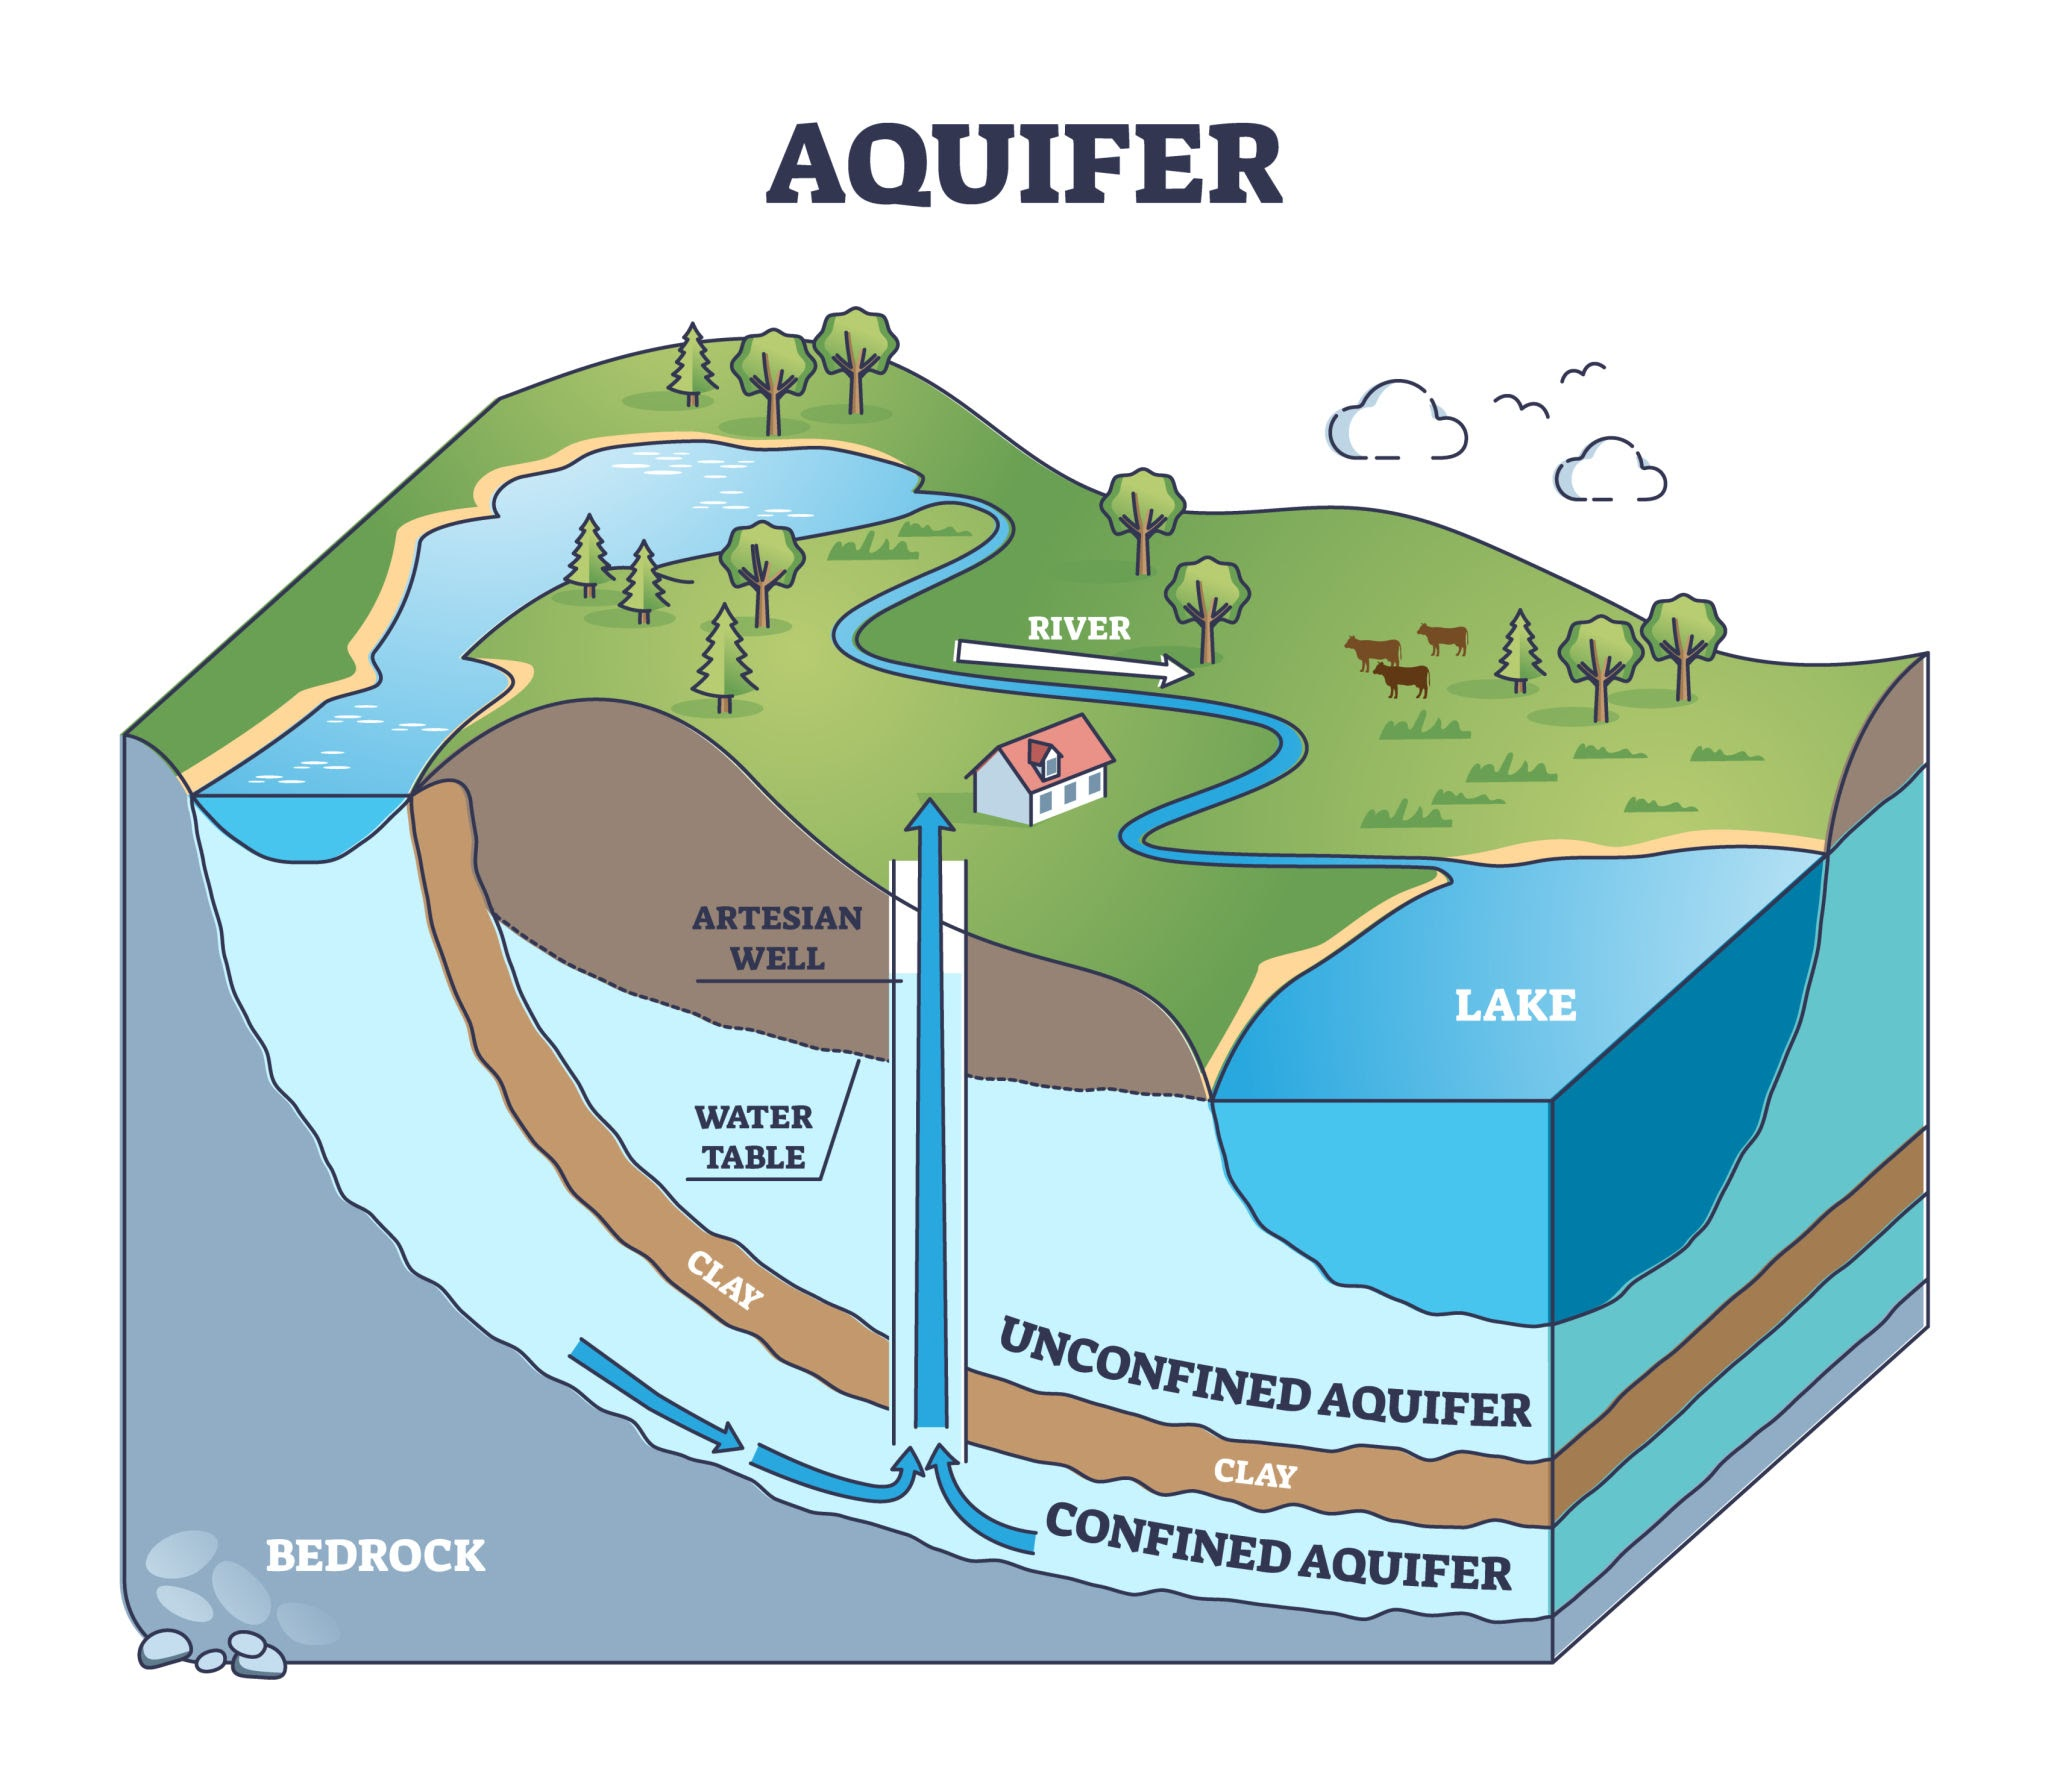 AQUIFER
RIVER
ARTESIAN
WELL
LAKE
WATER
TABLE
CLAY
UNCONFINED AQUIFER
CLAY
CONFINED AQUIFER
BEDROCK